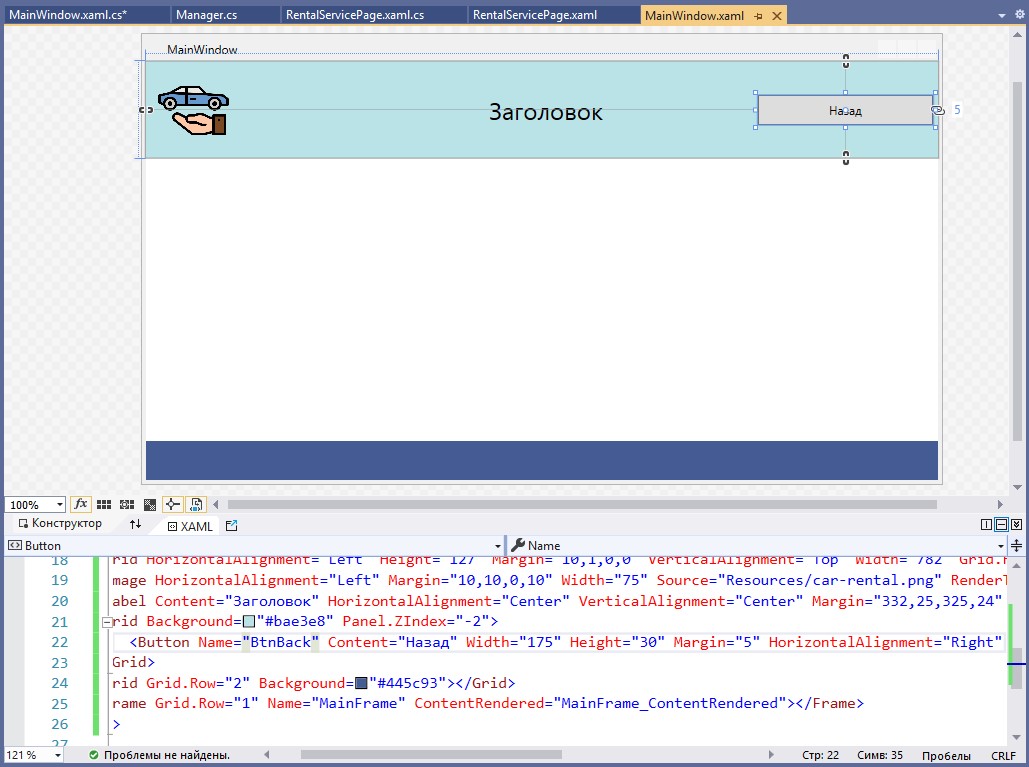 MainWindow.xaml.cs*
Manager.cs
RentalServicePage.xaml.cs
RentalServicePage.xaml
MainWindow.xaml
MainWindow
Заголовок
Назад
5
100%
fx
Конструктор
XAML
Button
Name
18 rid HorizontalAlignment="Left" Height="127" Margin="10,1,0,0" VerticalAlignment="Top" Width="782" Grid.
19 mage HorizontalAlignment="Left" Margin="10,10,0,10" Width="75" Source="Resources/car-rental.png" RenderT
20 abel Content="Заголовок" HorizontalAlignment="Center" VerticalAlignment="Center" Margin="332,25,325,24"
21 rid Background="#bae3e8" Panel.ZIndex="-2">
22 <Button Name="BtnBack" Content="Назад" Width="175" Height="30" Margin="5" HorizontalAlignment="Right"
23 Grid>
24 rid Grid.Row="2" Background="#445c93"></Grid>
25 rame Grid.Row="1" Name="MainFrame" ContentRendered="MainFrame_ContentRendered"></Frame>
26 >
27
121 %
Проблемы не найдены.
Стр: 22
Симв: 35
Пробелы
CRLF